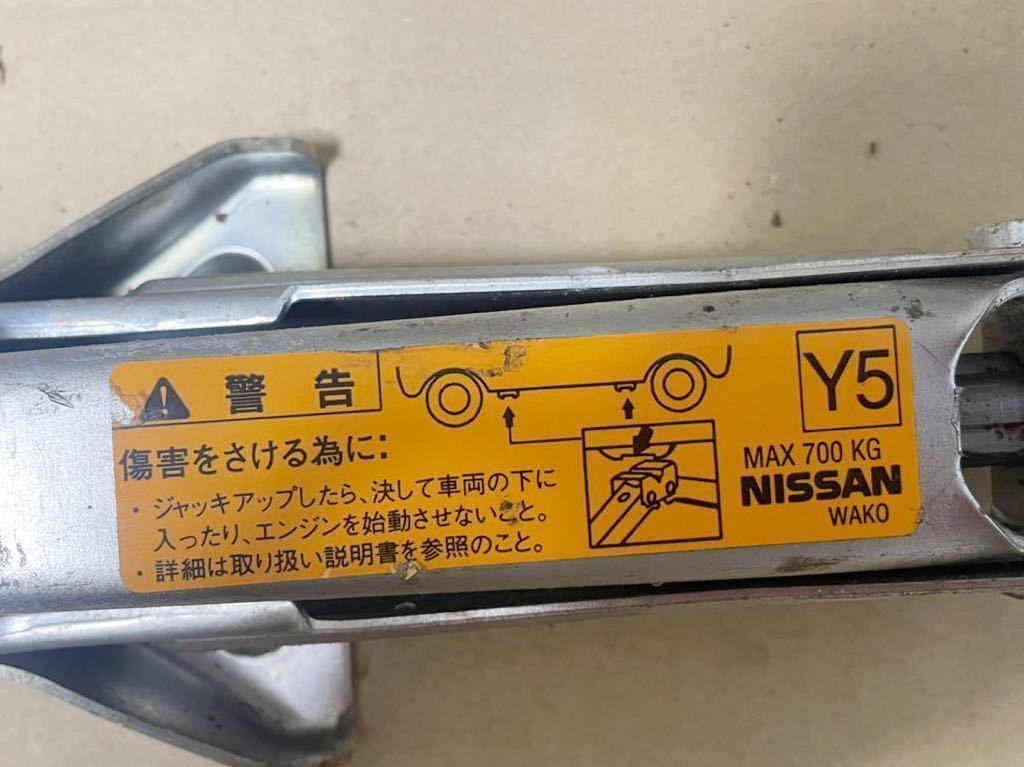 警告
傷害をさける為に:
・ジャッキアップしたら、決して車両の下に
入ったり、エンジンを始動させないこと。
・詳細は取り扱い説明書を参照のこと。
Y5
MAX 700 KG
NISSAN
WAKO